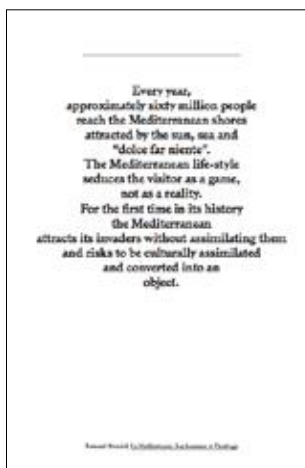 Every year,
approximately sixty million people
reach the Mediterranean shores
attracted by the sun, sea and
"dolce far niente".
The Mediterranean life-style
seduces the visitor as a game,
not as a reality.
For the first time in its history
the Mediterranean
attracts its invaders without assimilating them
and risks to be culturally assimilated
and converted into an
object.